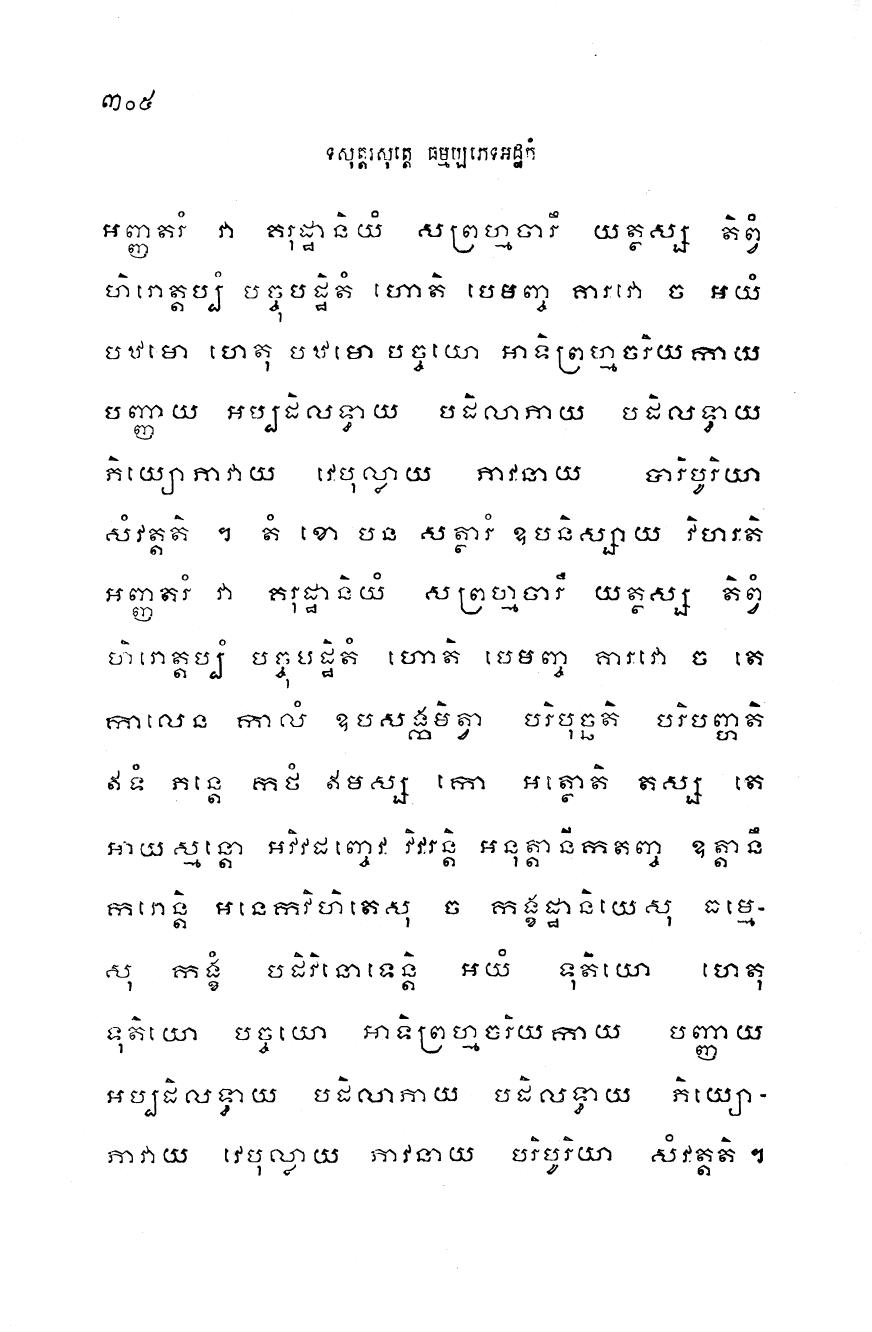 ៣០៥
ទសុត្តរសុត្តេ ធម្មប្បភេទអដ្ឋកំ
អញ្ញតរំ វា គរុដ្ឋានិយំ សព្រហ្មចារឹ យត្ថស្ស តិព្វំ
ហិរោត្តប្បំ បច្ចុបដ្ឋិតំ ហោតិ បេមញ្ច គារវោ ច អយំ
បឋមោ ហេតុ បឋមោ បច្ចយោ អាទិព្រហ្មចរិយកាយ
បញ្ញាយ អប្បដិលទ្ធាយ បដិលាភាយ បដិលទ្ធាយ
ភិយ្យោភាវាយ វេបុល្លាយ ភាវនាយ បារិបូរិយា
សំវត្តតិ ។ តំ ខោ បន សត្ថារំ ឧបនិស្សាយ វិហរតិ
អញ្ញតរំ វា គរុដ្ឋានិយំ សព្រហ្មចារឹ យត្ថស្ស តិព្វំ
ហិរោត្តប្បំ បច្ចុបដ្ឋិតំ ហោតិ បេមញ្ច គារវោ ច តេ
កាលេន កាលំ ឧបសង្កមិត្វា បរិបុច្ឆតិ បរិបញ្ហតិ
ឥទំ ភន្តេ កថំ ឥមស្ស កោ អត្ថោតិ តស្ស តេ
អាយស្មន្តោ អវិវដញ្ចេវ វិវរន្តិ អនុត្តានីកតញ្ច ឧត្តានឹ
ករោន្តិ អនេកវិហិតេសុ ច កង្ខដ្ឋានិយេសុ ធម្មេ-
សុ កង្ខំ បដិវិនោទេន្តិ អយំ ទុតិយោ ហេតុ
ទុតិយោ បច្ចយោ អាទិព្រហ្មចរិយកាយ បញ្ញាយ
អប្បដិលទ្ធាយ បដិលាភាយ បដិលទ្ធាយ ភិយ្យោ-
ភាវាយ វេបុល្លាយ ភាវនាយ បរិបូរិយា សំវត្តតិ ។